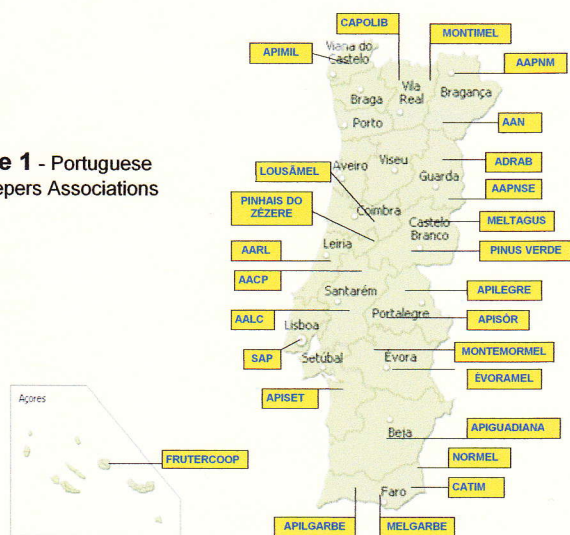 CAPOLIB
MONTIMEL
Viana do
Castelo
APIMIL
AAPNM
Vila
Real
Bragança
Braga
Porto
AAN
e 1 - Portuguese
epers Associations
Aveiro
Viseu
ADRAB
LOUSÃMEL
Guarda
AAPNSE
PINHAIS DO
ZÉZERE
Coimbra
Castelo
Branco
MELTAGUS
AARL
Leiria
PINUS VERDE
AACP
Santarém
APILEGRE
AALC
Portalegre
APISÔR
Lisboa
SAP
Setúbal
Évora
MONTEMORMEL
ÉVORAMEL
Açores
APISET
Beja
APIGUADIANA
FRUTERCOOP
NORMEL
Faro
CATIM
APILGARBE
MELGARBE